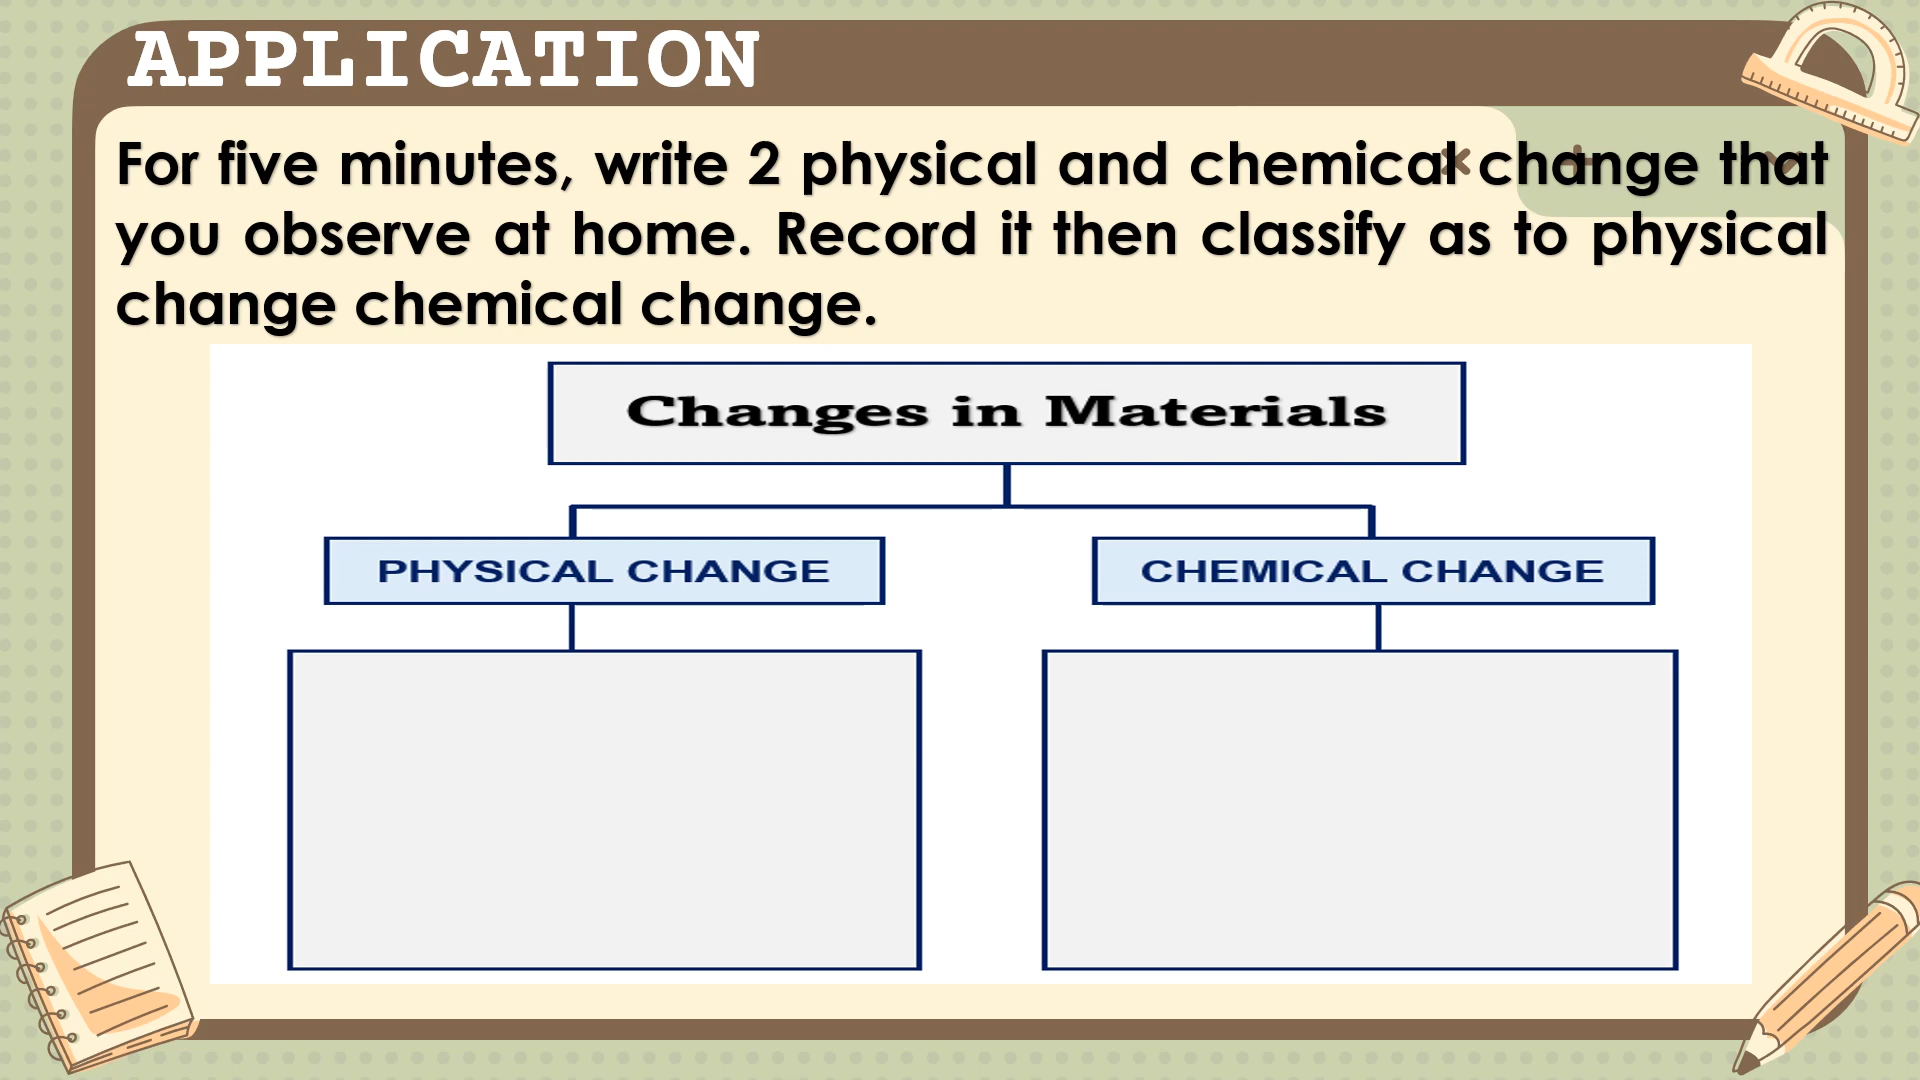 APPLICATION
For five minutes, write 2 physical and chemical change that
you observe at home. Record it then classify as to physical
change chemical change.
Changes in Materials
PHYSICAL CHANGE
CHEMICAL CHANGE